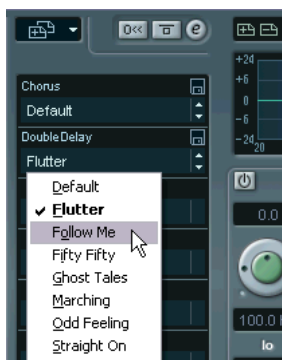 e
+24
Chorus
+6
Default
0
DoubleDelay
-6
-24
20
Flutter
Default
✓ Flutter
Follow Me
0.0
Fifty Fifty
Ghost Tales
Marching
Odd Feeling
100.0
Straight On
lo